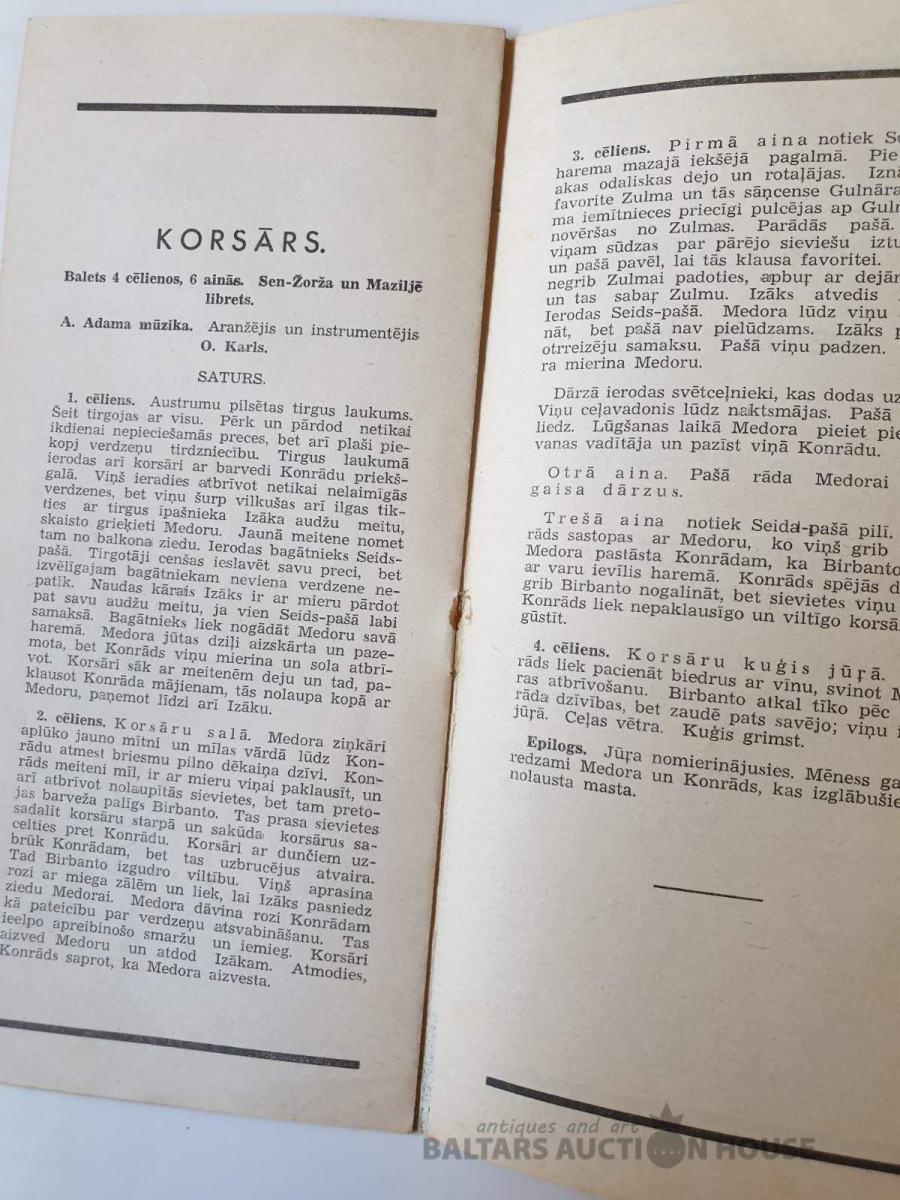 KORSĀRS.
Balets 4 cēlienos, 6 ainās. Sen-Žorža un Maziljē
librets.
A. Adama mūzika. Aranžējis un instrumentējis
O. Karls.
SATURS.
1. cēliens. Austrumu pilsētas tirgus laukums.
Šeit tirgojas ar visu. Pērk un pārdod netikai
ikdienai nepieciešamās preces, bet arī plaši pie-
kopj verdzeņu tirdzniecību. Tirgus laukumā
ierodas arī korsāri ar barvedi Konrādu priekš-
galā. Viņš ieradies atbrīvot netikai nelaimīgās
verdzenes, bet viņu šurp vilkušas arī ilgas tik-
ties ar tirgus īpašnieka Izāka audžu meitu,
skaisto grieķieti Medoru. Jaunā meitene nomet
tam no balkona ziedu. Ierodas bagātnieks Seids-
pašā. Tirgotāji cenšas ieslavēt savu preci, bet
izvēlīgajam bagātniekam neviena verdzene ne-
patīk. Naudas kārais Izāks ir ar mieru pārdot
pat savu audžu meitu, ja vien Seids-pašā labi
samaksā. Bagātnieks liek nogādāt Medoru savā
haremā. Medora jūtas dziļi aizskārta un paze-
mota, bet Konrāds viņu mierina un sola atbrī-
vot. Korsāri sāk ar meitenēm deju un tad, pa-
klausot Konrāda mājienam, tās nolaupa kopā ar
Medoru, paņemot līdzi arī Izāku.
2. cēliens. Korsāru salā. Medora ziņkāri
aplūko jauno mītni un mīlas vārdā lūdz Kon-
rādu atmest briesmu pilno dēkaiņa dzīvi. Kon-
rāds meiteni mīl, ir ar mieru viņai paklausīt, un
arī atbrīvot nolaupītās sievietes, bet tam preto-
jas barveža palīgs Birbanto. Tas prasa sievietes
sadalīt korsāru starpā un sakūda korsārus sa-
celties pret Konrādu. Korsāri ar dunčiem uz-
brūk Konrādam, bet tas uzbrucējus atvaira.
Tad Birbanto izgudro viltību. Viņš aprasina
rozi ar miega zālēm un liek, lai Izāks pasniedz
ziedu Medorai. Medora dāvina rozi Konrādam
kā pateicību par verdzeņu atsvabināšanu. Tas
ieelpo apreibinošo smaržu un iemieg. Korsāri
aizved Medoru un atdod Izākam. Atmodies,
Konrāds saprot, ka Medora aizvesta.
3. cēliens. Pirmā aina notiek
harema mazajā iekšējā pagalmā. Pie
akas odaliskas dejo un rotaļājas.
favorite Zulma un tās sāņcense Gulnāra
ma iemītnieces priecīgi pulcējas ap
novēršas no Zulmas. Parādās pašā.
viņam sūdzas par pārējo sieviešu
un pašā pavēl, lai tās klausa favoritei.
negrib Zulmai padoties, apbuŗ ar
un tas sabaŗ Zulmu. Izāks atvedis
Ierodas Seids-pašā. Medora lūdz viņu
nāt, bet pašā nav pielūdzams. Izāks
otrreizēju samaksu. Pašā viņu padzen.
ra mierina Medoru.
Dārzā ierodas svētceļnieki, kas dodas uz
Viņu ceļavadonis lūdz naktsmājas. Pašā
liedz. Lūgšanas laikā Medora pieiet
vanas vadītāja un pazīst viņā Konrādu.
Otrā aina. Pašā rāda Medorai
gaisa dārzus.
Trešā aina notiek Seida-pašā pilī.
rāds sastopas ar Medoru, ko viņš grib
Medora pastāsta Konrādam, ka Birbanto
ar varu ievīlis haremā. Konrāds spējās
grib Birbanto nogalināt, bet sievietes viņu
Konrāds liek nepaklausīgo un viltīgo
gūstīt.
4. cēliens. Korsāru kuģis jūŗā.
rāds liek pacienāt biedrus ar vīnu, svinot
ras atbrīvošanu. Birbanto atkal tīko pēc
rāda dzīvības, bet zaudē pats savējo; viņu
jūŗā. Ceļas vētra. Kuģis grimst.
Epilogs. Jūŗa nomierinājusies. Mēness
redzami Medora un Konrāds, kas
nolausta masta.
antiques and art
BALTARS AUCTION HOUSE